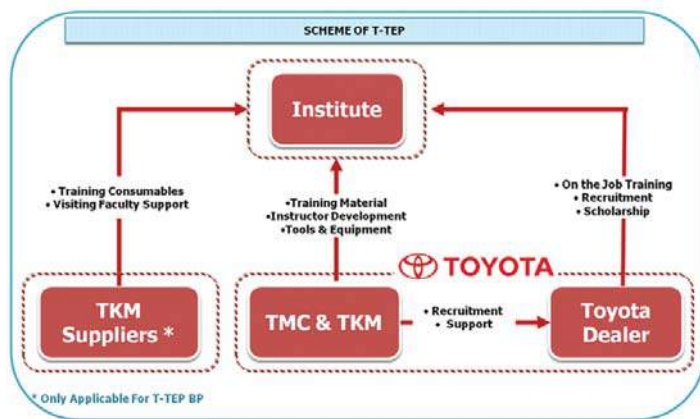 SCHEME OF T-TEP
Institute
• Training Consumables
• Visiting Faculty Support
•Training Material
•Instructor Development
•Tools & Equipment
• On the Job Training
• Recruitment
• Scholarship
TOYOTA
TKM
Suppliers *
TMC & TKM
• Recruitment
• Support
Toyota
Dealer
* Only Applicable For T-TEP BP